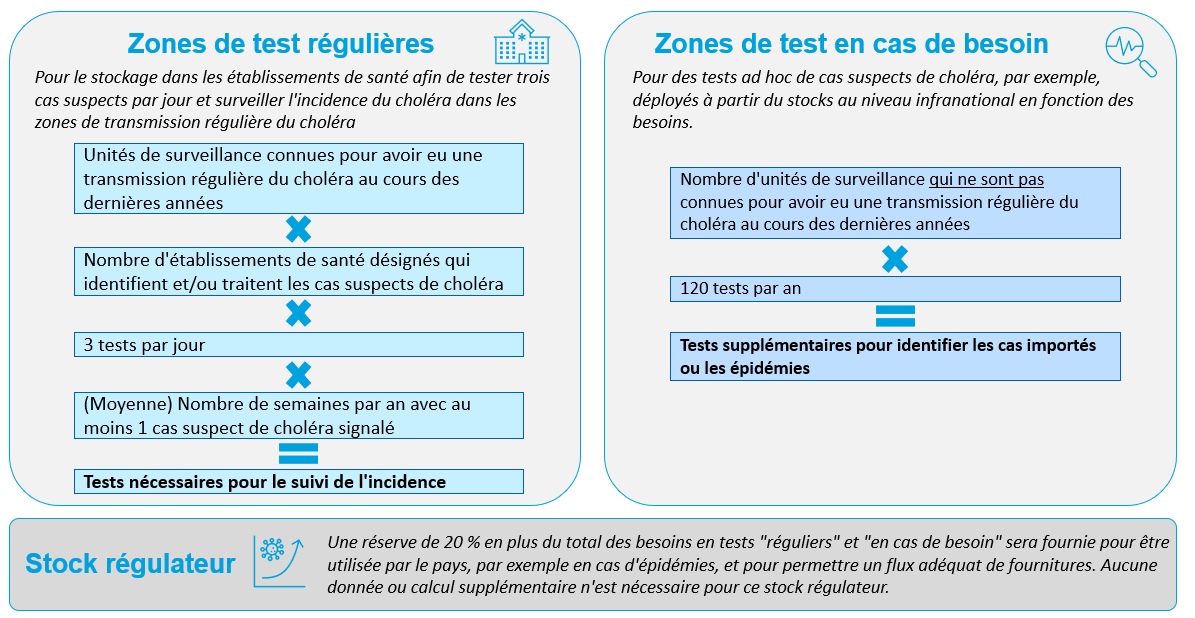 Zones de test régulières
Pour le stockage dans les établissements de santé afin de tester trois
cas suspects par jour et surveiller l'incidence du choléra dans les
zones de transmission régulière du choléra
Unités de surveillance connues pour avoir eu une
transmission régulière du choléra au cours des
dernières années
Nombre d'établissements de santé désignés qui
identifient et/ou traitent les cas suspects de choléra
3 tests par jour
(Moyenne) Nombre de semaines par an avec au
moins 1 cas suspect de choléra signalé
Tests nécessaires pour le suivi de l'incidence
Zones de test en cas de besoin
Pour des tests ad hoc de cas suspects de choléra, par exemple,
déployés à partir du stocks au niveau infranational en fonction des
besoins.
Nombre d'unités de surveillance qui ne sont pas
connues pour avoir eu une transmission régulière du
choléra au cours des dernières années
120 tests par an
Tests supplémentaires pour identifier les cas importés
ou les épidémies
Stock régulateur
Une réserve de 20 % en plus du total des besoins en tests "réguliers" et "en cas de besoin" sera fournie pour être
utilisée par le pays, par exemple en cas d'épidémies, et pour permettre un flux adéquat de fournitures. Aucune
donnée ou calcul supplémentaire n'est nécessaire pour ce stock régulateur.